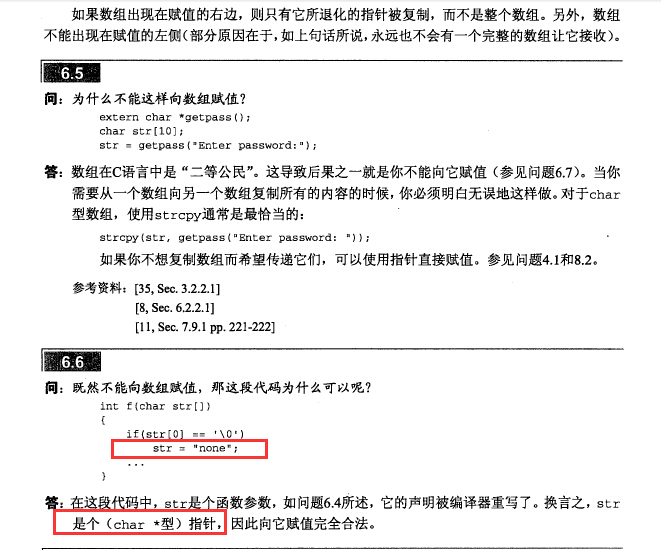 如果数组出现在赋值的右边，则只有它所退化的指针被复制，而不是整个数组。另外，数组
不能出现在赋值的左侧（部分原因在于，如上句话所说，永远也不会有一个完整的数组让它接收）。
6.5
问：为什么不能这样向数组赋值？
extern char *getpass();
char str[10];
str = getpass("Enter password:");
答：数组在C语言中是“二等公民”。这导致后果之一就是你不能向它赋值（参见问题6.7）。当你
需要从一个数组向另一个数组复制所有的内容的时候，你必须明白无误地这样做。对于char
型数组，使用strcpy通常是最恰当的：
strcpy(str, getpass("Enter password: "));
如果你不想复制数组而希望传递它们，可以使用指针直接赋值。参见问题4.1和8.2。
参考资料：[35, Sec. 3.2.2.1]
[8, Sec. 6.2.2.1]
[11, Sec. 7.9.1 pp. 221-222]
6.6
问：既然不能向数组赋值，那这段代码为什么可以呢？
int f(char str[])
{
if(str[0] == '\0')
str = "none";
...
}
答：在这段代码中，str是个函数参数，如问题6.4所述，它的声明被编译器重写了。换言之，str
是个（char *型）指针，因此向它赋值完全合法。